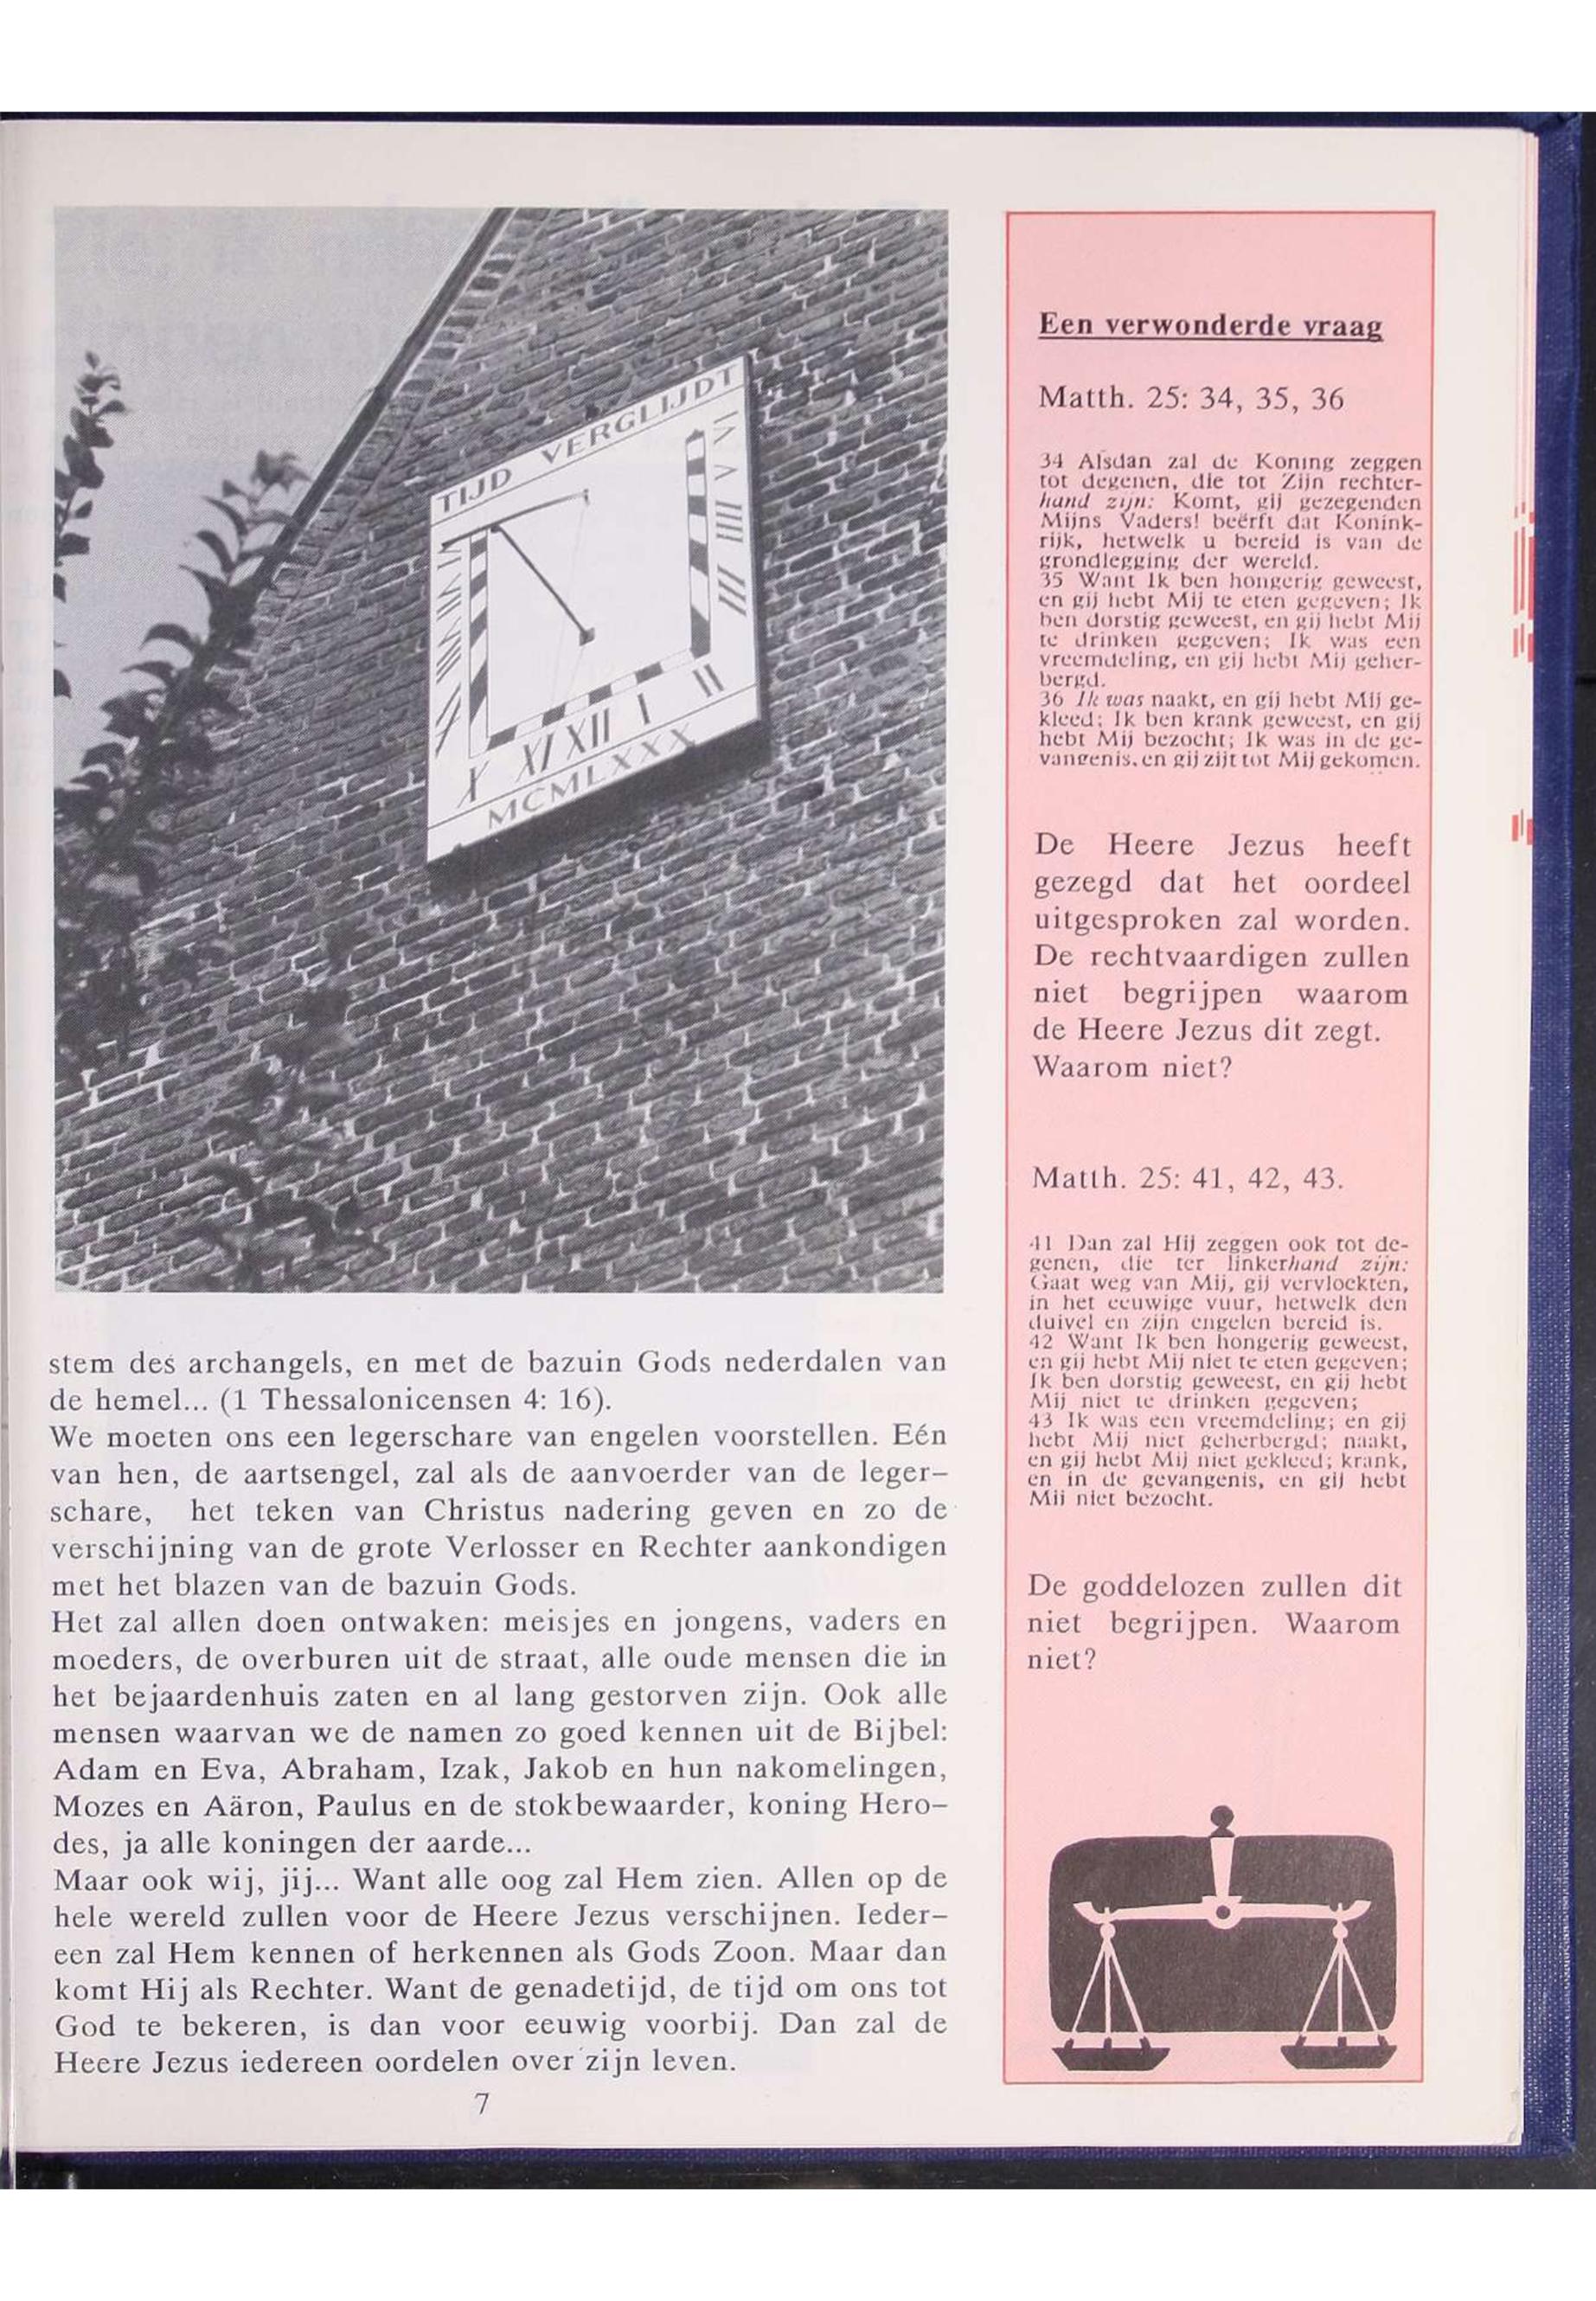 TIJD VERGLIJDT
VI
V
IIII
III
II
I
XII
XI
X
MCMLXXX
stem des archangels, en met de bazuin Gods nederdalen van
de hemel... (1 Thessalonicensen 4: 16).
We moeten ons een legerschare van engelen voorstellen. Eén
van hen, de aartsengel, zal als de aanvoerder van de leger-
schare, het teken van Christus nadering geven en zo de
verschijning van de grote Verlosser en Rechter aankondigen
met het blazen van de bazuin Gods.
Het zal allen doen ontwaken: meisjes en jongens, vaders en
moeders, de overburen uit de straat, alle oude mensen die in
het bejaardenhuis zaten en al lang gestorven zijn. Ook alle
mensen waarvan we de namen zo goed kennen uit de Bijbel:
Adam en Eva, Abraham, Izak, Jakob en hun nakomelingen,
Mozes en Aäron, Paulus en de stokbewaarder, koning Hero-
des, ja alle koningen der aarde...
Maar ook wij, jij... Want alle oog zal Hem zien. Allen op de
hele wereld zullen voor de Heere Jezus verschijnen. Ieder-
een zal Hem kennen of herkennen als Gods Zoon. Maar dan
komt Hij als Rechter. Want de genadetijd, de tijd om ons tot
God te bekeren, is dan voor eeuwig voorbij. Dan zal de
Heere Jezus iedereen oordelen over zijn leven.
7
Een verwonderde vraag
Matth. 25: 34, 35, 36
34 Alsdan zal de Koning zeggen
tot degenen, die tot Zijn rechter-
hand zijn: Komt, gij gezegenden
Mijns Vaders! beërft dat Konink-
rijk, hetwelk u bereid is van de
grondlegging der wereld.
35 Want Ik ben hongerig geweest,
en gij hebt Mij te eten gegeven; Ik
ben dorstig geweest, en gij hebt Mij
te drinken gegeven; Ik was een
vreemdeling, en gij hebt Mij geher-
bergd.
36 Ik was naakt, en gij hebt Mij ge-
kleed; Ik ben krank geweest, en gij
hebt Mij bezocht; Ik was in de ge-
vangenis, en gij zijt tot Mij gekomen.
De Heere Jezus heeft
gezegd dat het oordeel
uitgesproken zal worden.
De rechtvaardigen zullen
niet begrijpen waarom
de Heere Jezus dit zegt.
Waarom niet?
Matth. 25: 41, 42, 43.
41 Dan zal Hij zeggen ook tot de-
genen, die ter linkerhand zijn:
Gaat weg van Mij, gij vervloekten,
in het eeuwige vuur, hetwelk den
duivel en zijn engelen bereid is.
42 Want Ik ben hongerig geweest,
en gij hebt Mij niet te eten gegeven;
Ik ben dorstig geweest, en gij hebt
Mij niet te drinken gegeven;
43 Ik was een vreemdeling; en gij
hebt Mij niet geherbergd; naakt,
en gij hebt Mij niet gekleed; krank,
en in de gevangenis, en gij hebt
Mij niet bezocht.
De goddelozen zullen dit
niet begrijpen. Waarom
niet?